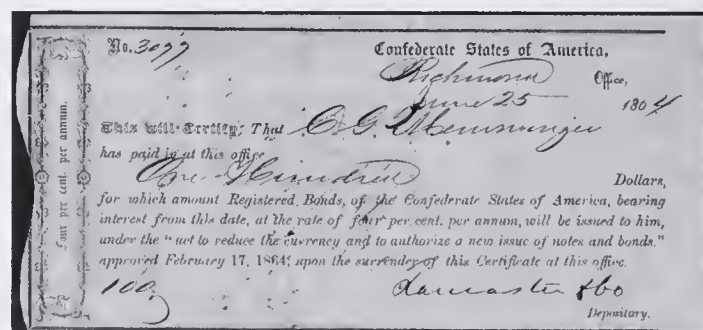 No. 3077
Confederate States of America,
Richmond Office,
June 25 1864
This will Certify, That C. G. Memminger
has paid in at this office
One Hundred Dollars,
for which amount Registered Bonds, of the Confederate States of America, bearing
interest from this date, at the rate of four per cent. per annum, will be issued to him,
under the "act to reduce the currency and to authorize a new issue of notes and bonds."
approved February 17, 1864, upon the surrender of this Certificate at this office.
100 Lancaster & Co
Depositary.
Four per cent. per annum.